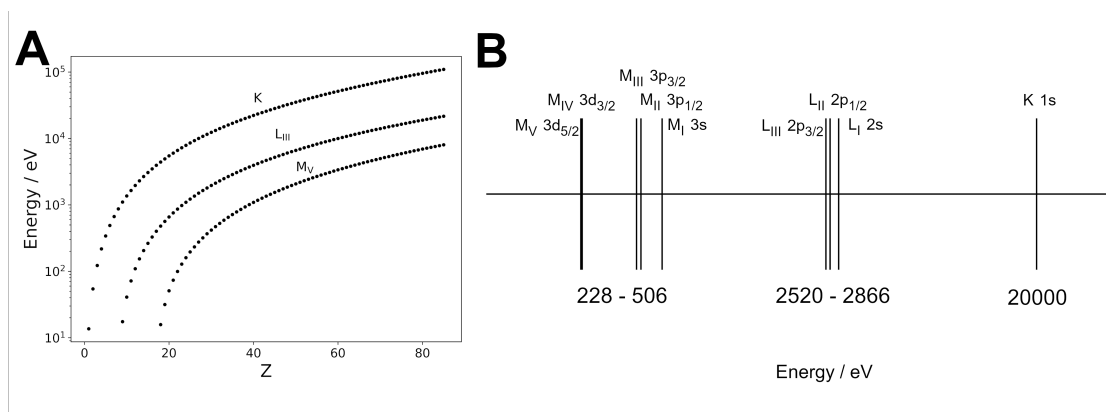 A
B
10⁵
10⁴
10³
10²
10¹
Energy / eV
K
L_III
M_V
0
20
40
60
80
Z
M_III 3p_3/2
M_IV 3d_3/2
M_II 3p_1/2
L_II 2p_1/2
K 1s
M_V 3d_5/2
M_I 3s
L_III 2p_3/2
L_I 2s
228 - 506
2520 - 2866
20000
Energy / eV